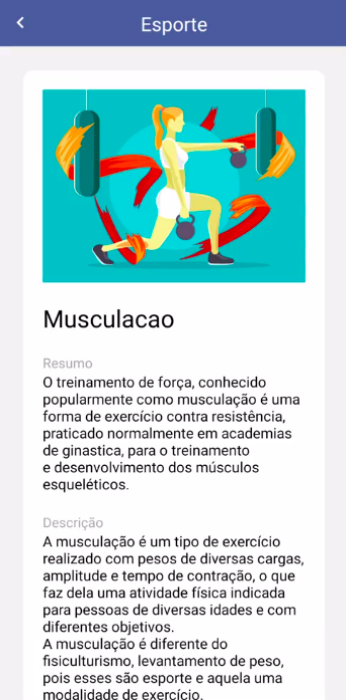 Esporte
Musculacao
Resumo
O treinamento de força, conhecido
popularmente como musculação é uma
forma de exercício contra resistência,
praticado normalmente em academias
de ginastica, para o treinamento
e desenvolvimento dos músculos
esqueléticos.
Descrição
A musculação é um tipo de exercício
realizado com pesos de diversas cargas,
amplitude e tempo de contração, o que
faz dela uma atividade física indicada
para pessoas de diversas idades e com
diferentes objetivos.
A musculação é diferente do
fisiculturismo, levantamento de peso,
pois esses são esporte e aquela uma
modalidade de exercício.